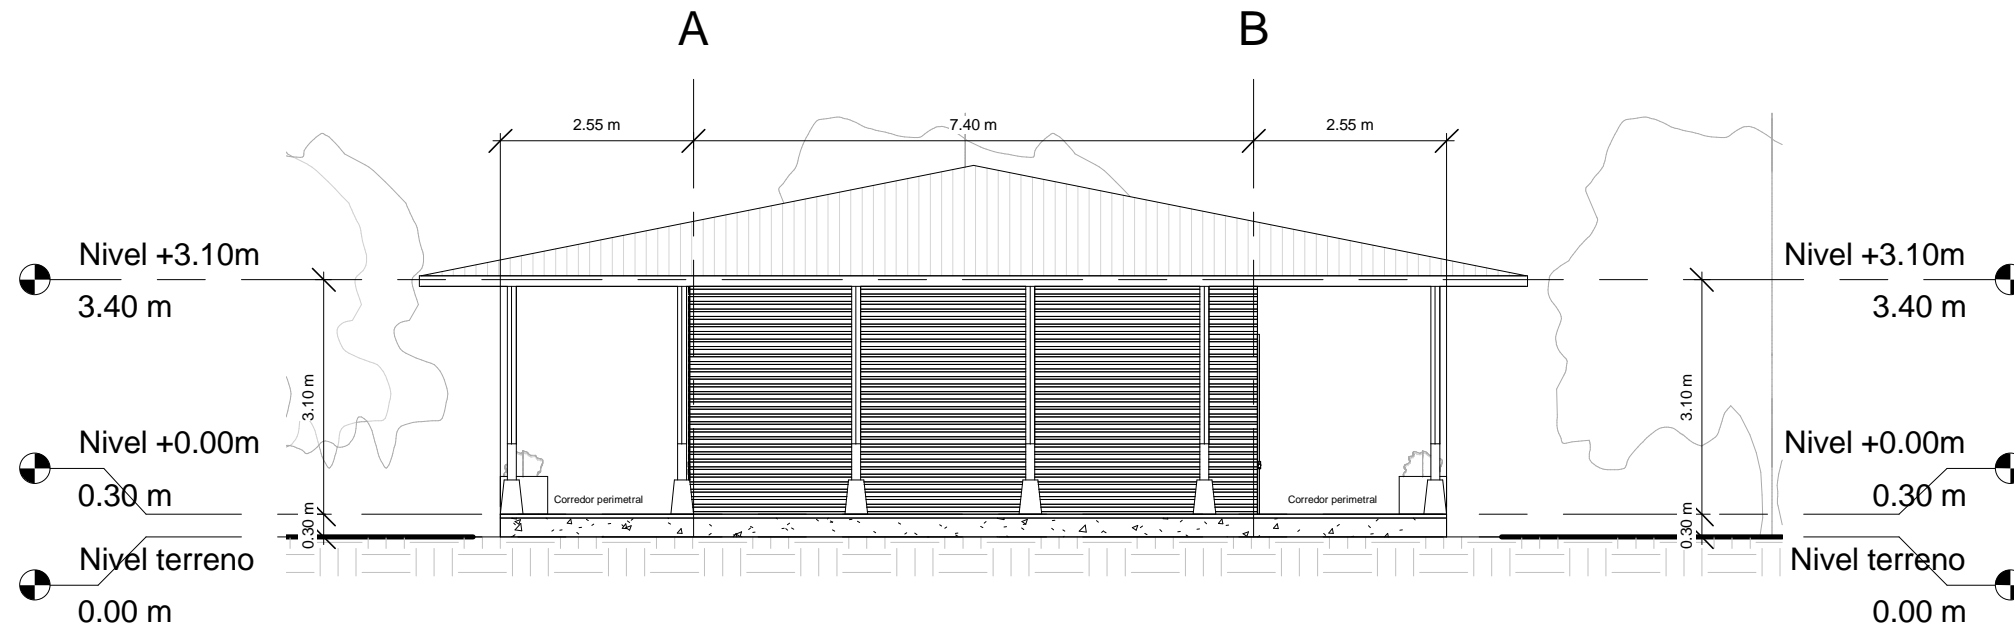 A
B
2.55 m
7.40 m
2.55 m
Nivel +3.10m
3.40 m
Nivel +3.10m
3.40 m
3.10 m
3.10 m
Nivel +0.00m
0.30 m
Nivel +0.00m
0.30 m
Corredor perimetral
Corredor perimetral
0.30 m
0.30 m
Nivel terreno
0.00 m
Nivel terreno
0.00 m